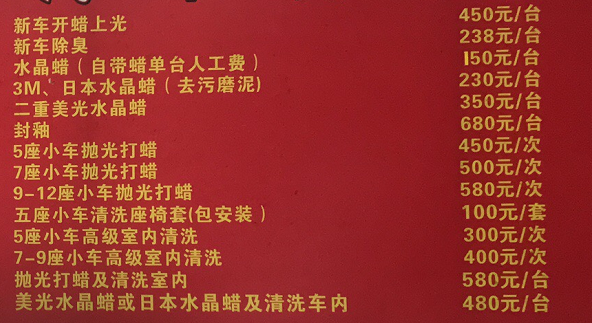 新车开蜡上光 450元/台
新车除臭 238元/台
水晶蜡（自带蜡单台人工费） 150元/台
3M、日本水晶蜡（去污磨泥) 230元/台
二重美光水晶蜡 350元/台
封釉 680元/台
5座小车抛光打蜡 450元/次
7座小车抛光打蜡 500元/次
9-12座小车抛光打蜡 580元/次
五座小车清洗座椅套(包安装） 100元/套
5座小车高级室内清洗 300元/次
7-9座小车高级室内清洗 400元/次
抛光打蜡及清洗室内 580元/台
美光水晶蜡或日本水晶蜡及清洗车内 480元/台